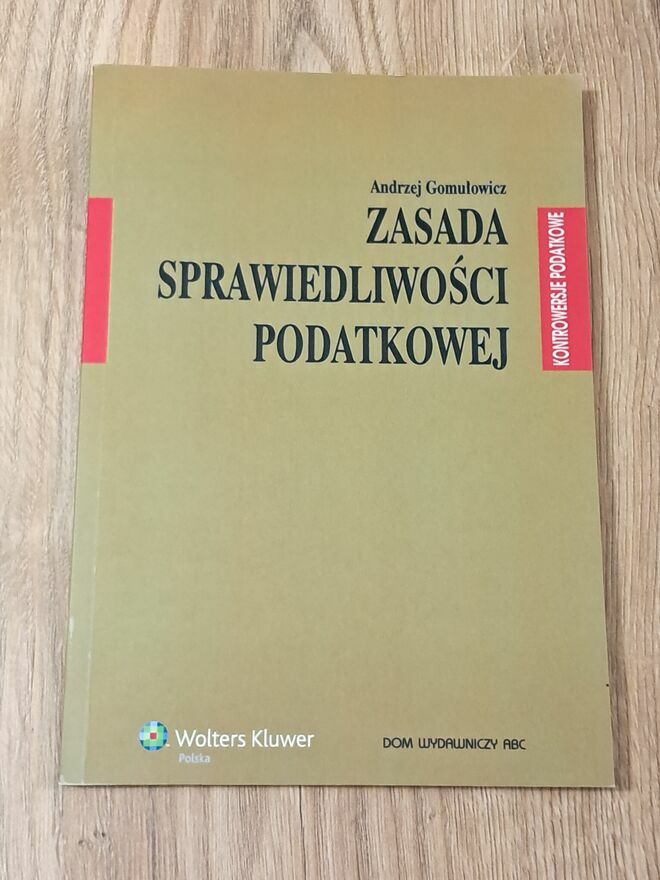 Andrzej Gomułowicz
ZASADA
SPRAWIEDLIWOŚCI
PODATKOWEJ
KONTROWERSJE PODATKOWE
Wolters Kluwer
Polska
DOM WYDAWNICZY ABC